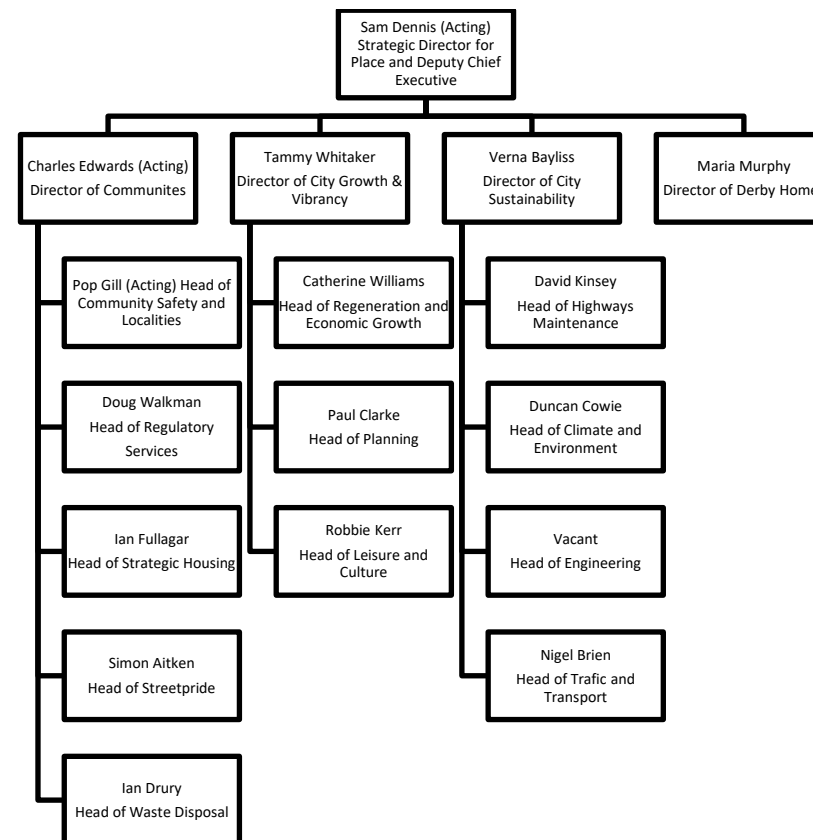 Sam Dennis (Acting)
Strategic Director for
Place and Deputy Chief
Executive
Charles Edwards (Acting)
Director of Communites
Tammy Whitaker
Director of City Growth &
Vibrancy
Verna Bayliss
Director of City
Sustainability
Maria Murphy
Director of Derby Home
Pop Gill (Acting) Head of
Community Safety and
Localities
Doug Walkman
Head of Regulatory
Services
Ian Fullagar
Head of Strategic Housing
Simon Aitken
Head of Streetpride
Ian Drury
Head of Waste Disposal
Catherine Williams
Head of Regeneration and
Economic Growth
Paul Clarke
Head of Planning
Robbie Kerr
Head of Leisure and
Culture
David Kinsey
Head of Highways
Maintenance
Duncan Cowie
Head of Climate and
Environment
Vacant
Head of Engineering
Nigel Brien
Head of Trafic and
Transport